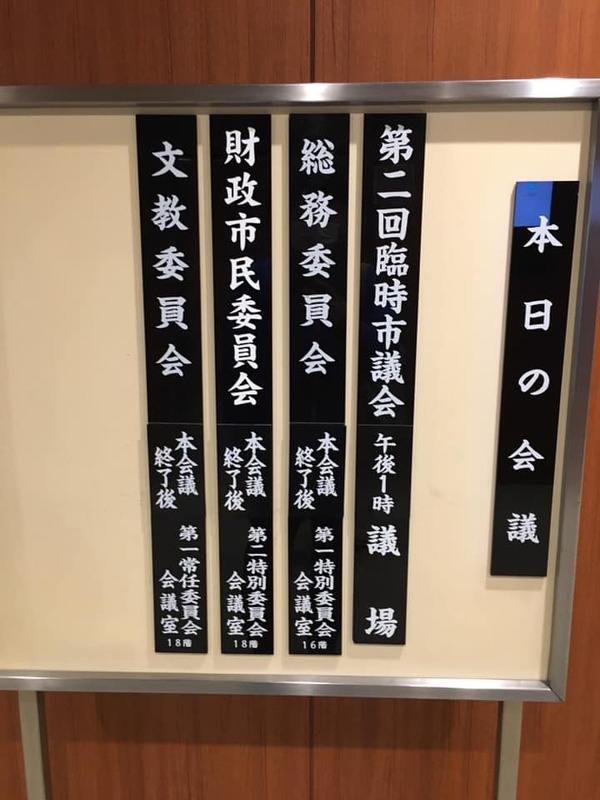 本日の会議
第二回臨時市議会
午後1時
議場
総務委員会
本会議
終了後
第一特別委員会
会議室
16階
財政市民委員会
本会議
終了後
第二特別委員会
会議室
18階
文教委員会
本会議
終了後
第一常任委員会
会議室
18階